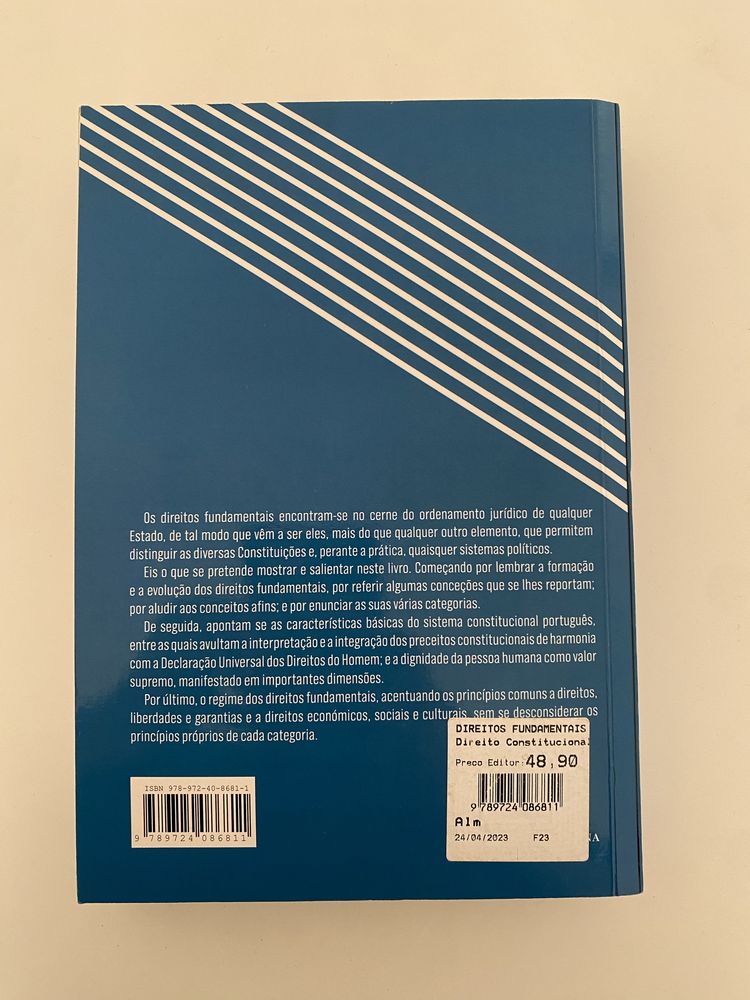 Os direitos fundamentais encontram-se no cerne do ordenamento jurídico de qualquer
Estado, de tal modo que vêm a ser eles, mais do que qualquer outro elemento, que permitem
distinguir as diversas Constituições e, perante a prática, quaisquer sistemas políticos.
Eis o que se pretende mostrar e salientar neste livro. Começando por lembrar a formação
e a evolução dos direitos fundamentais, por referir algumas conceções que se lhes reportam;
por aludir aos conceitos afins; e por enunciar as suas várias categorias.
De seguida, apontam se as características básicas do sistema constitucional português,
entre as quais avultam a interpretação e a integração dos preceitos constitucionais de harmonia
com a Declaração Universal dos Direitos do Homem; e a dignidade da pessoa humana como valor
supremo, manifestado em importantes dimensões.
Por último, o regime dos direitos fundamentais, acentuando os princípios comuns a direitos,
liberdades e garantias e a direitos económicos, sociais e culturais, sem se desconsiderar os
princípios próprios de cada categoria.
ISBN 978-972-40-8681-1
9 789724 086811
DIREITOS FUNDAMENTAIS
Direito Constitucional
Preco Editor: 48,90
9 789724 086811
Alm
24/04/2023 F23
NA